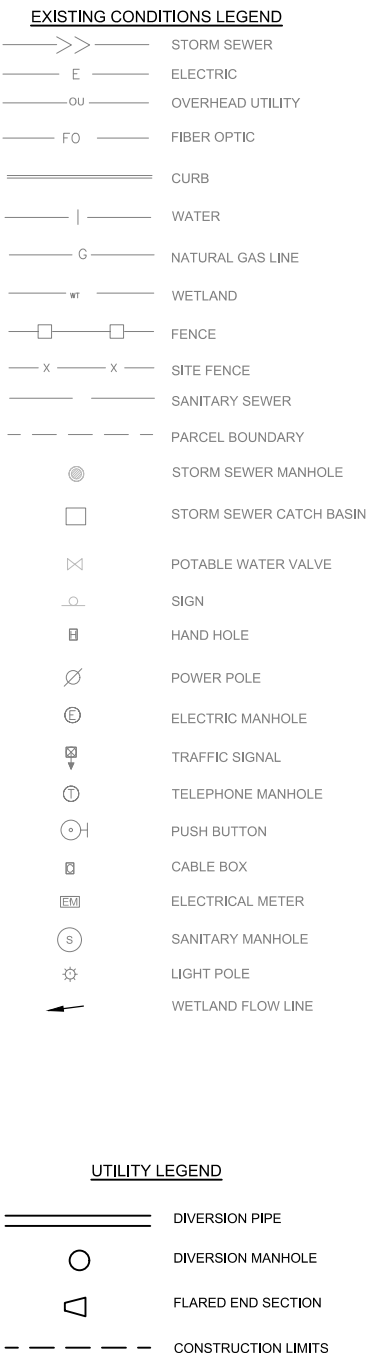 EXISTING CONDITIONS LEGEND
>> STORM SEWER
E ELECTRIC
OU OVERHEAD UTILITY
FO FIBER OPTIC
CURB
| WATER
G NATURAL GAS LINE
WT WETLAND
FENCE
X X SITE FENCE
SANITARY SEWER
PARCEL BOUNDARY
STORM SEWER MANHOLE
STORM SEWER CATCH BASIN
POTABLE WATER VALVE
SIGN
H HAND HOLE
POWER POLE
E ELECTRIC MANHOLE
TRAFFIC SIGNAL
T TELEPHONE MANHOLE
PUSH BUTTON
C CABLE BOX
EM ELECTRICAL METER
S SANITARY MANHOLE
LIGHT POLE
WETLAND FLOW LINE
UTILITY LEGEND
DIVERSION PIPE
DIVERSION MANHOLE
FLARED END SECTION
CONSTRUCTION LIMITS